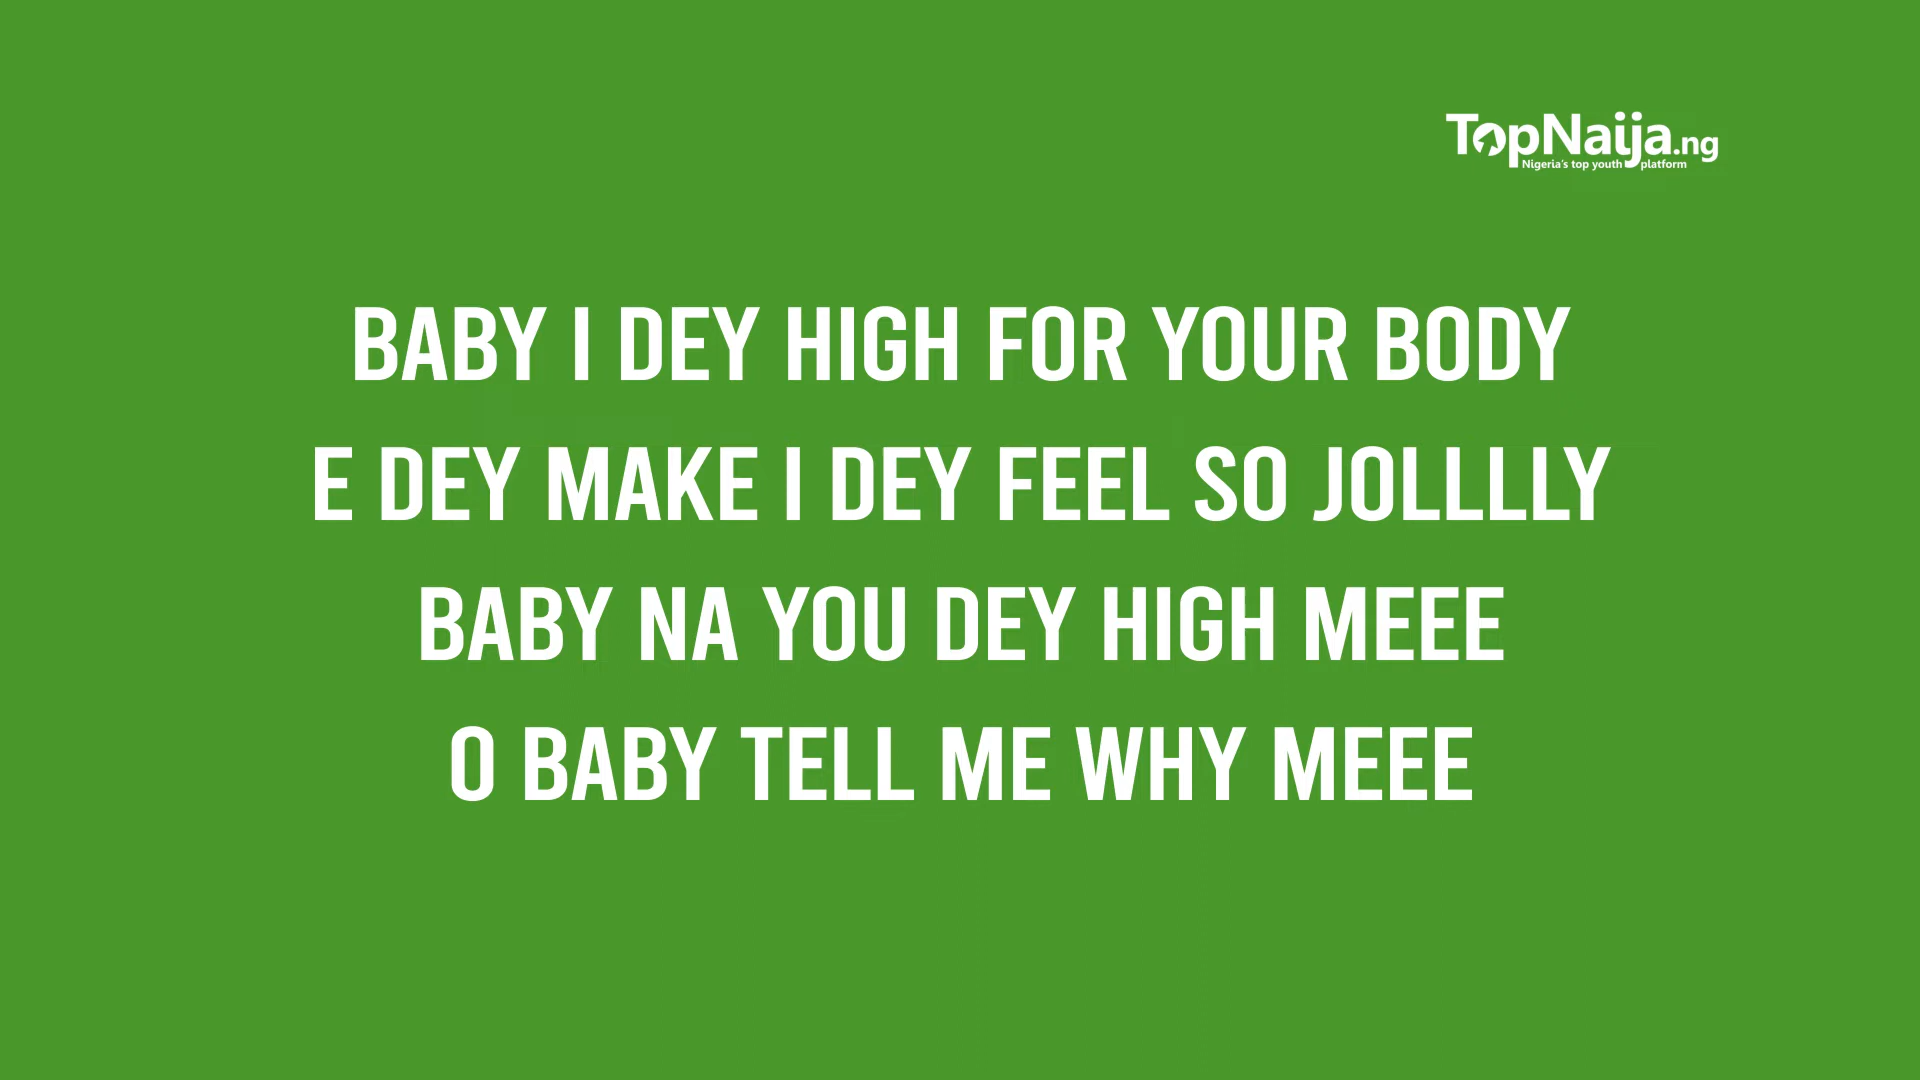 TopNaija.ng
Nigeria's top youth platform
BABY I DEY HIGH FOR YOUR BODY
E DEY MAKE I DEY FEEL SO JOLLLLY
BABY NA YOU DEY HIGH MEEE
O BABY TELL ME WHY MEEE